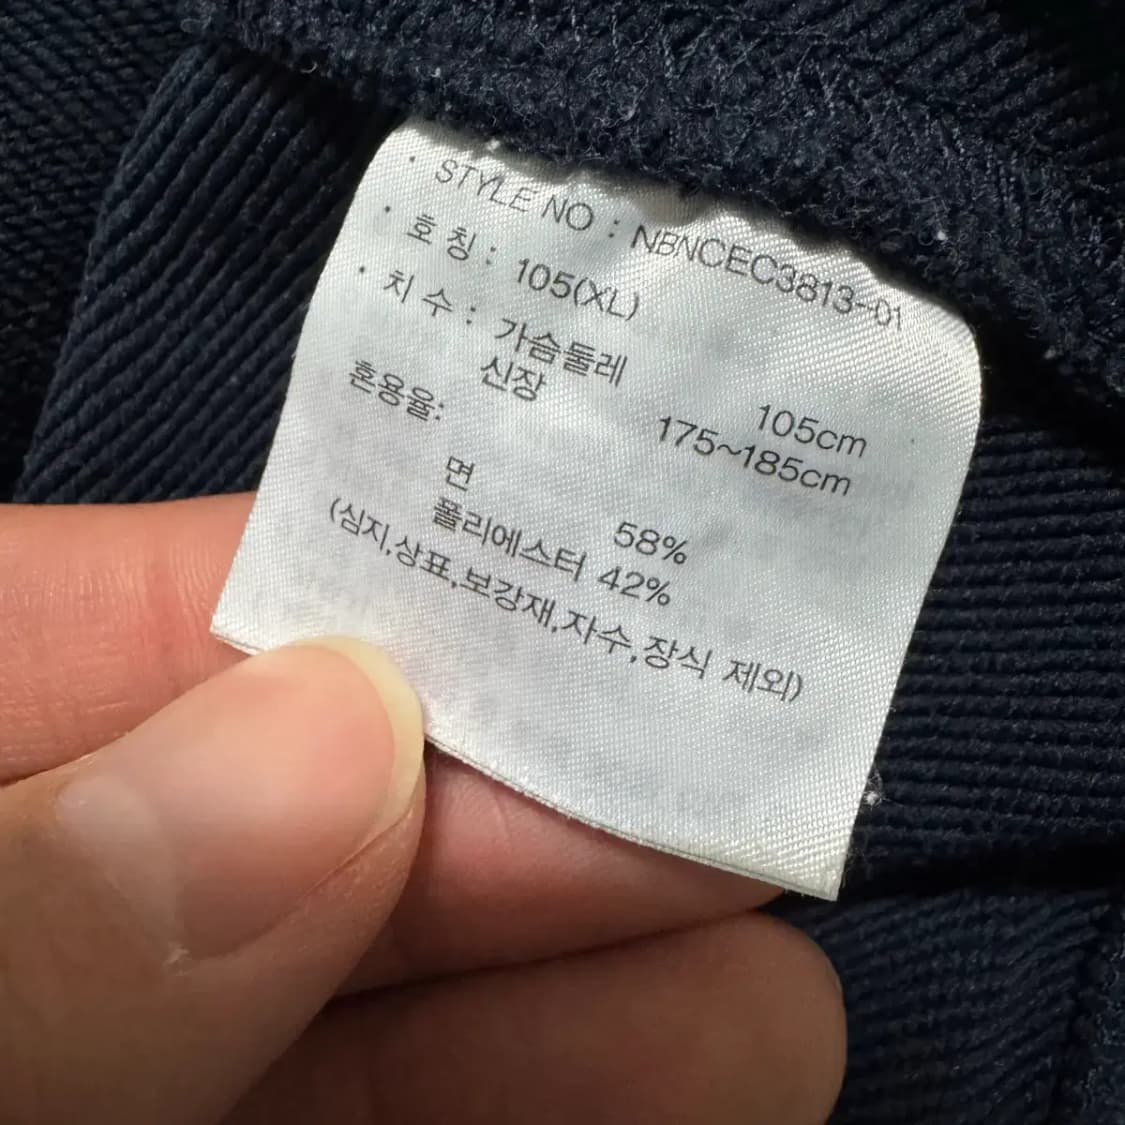 · STYLE NO : NBNCEC3813-01
· 호 칭 : 105(XL)
· 치 수 : 가슴둘레 105cm
신장 175~185cm
혼용율:
면 58%
폴리에스터 42%
(심지,상표,보강재,자수,장식 제외)